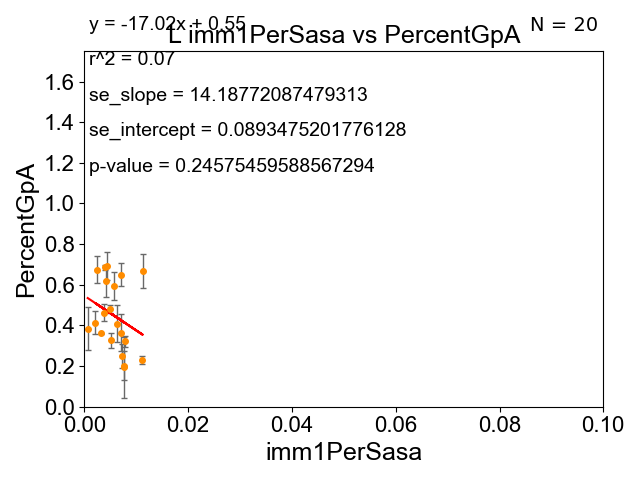 y = -17.02x + 0.55
N = 20
L imm1PerSasa vs PercentGpA
r^2 = 0.07
se_slope = 14.18772087479313
se_intercept = 0.0893475201776128
p-value = 0.24575459588567294
PercentGpA
1.6
1.4
1.2
1.0
0.8
0.6
0.4
0.2
0.0
0.00 0.02 0.04 0.06 0.08 0.10
imm1PerSasa